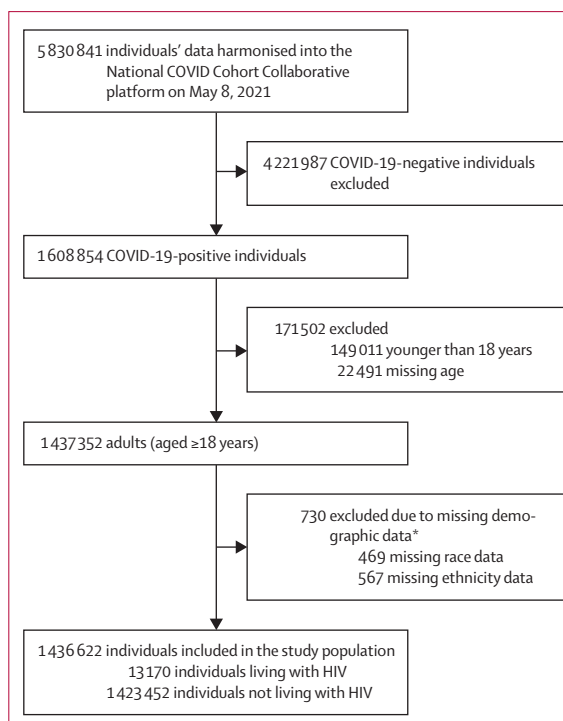 5 830 841 individuals’ data harmonised into the
National COVID Cohort Collaborative
platform on May 8, 2021
4 221 987 COVID-19-negative individuals
excluded
1 608 854 COVID-19-positive individuals
171 502 excluded
149 011 younger than 18 years
22 491 missing age
1 437 352 adults (aged ≥18 years)
730 excluded due to missing demo-
graphic data*
469 missing race data
567 missing ethnicity data
1 436 622 individuals included in the study population
13 170 individuals living with HIV
1 423 452 individuals not living with HIV